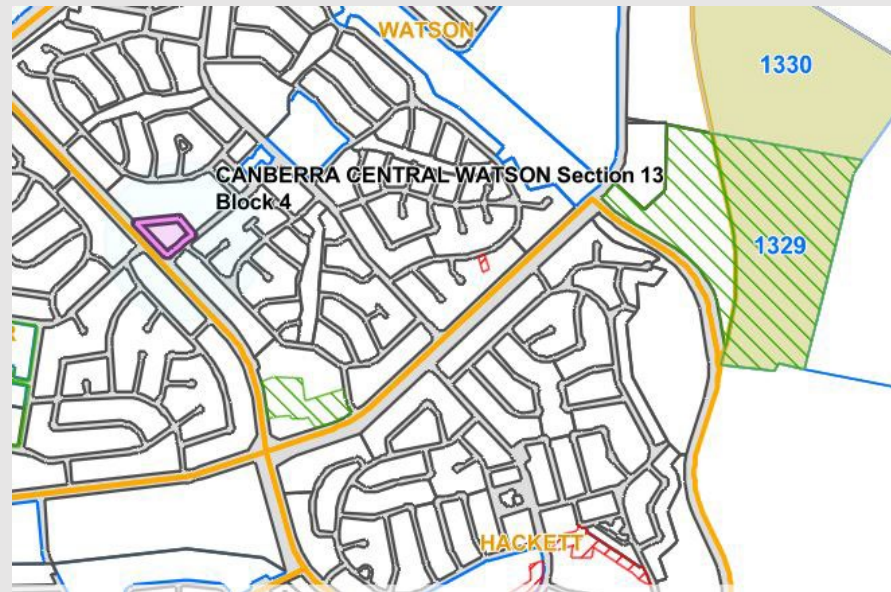 WATSON
1330
CANBERRA CENTRAL WATSON Section 13
Block 4
1329
HACKETT